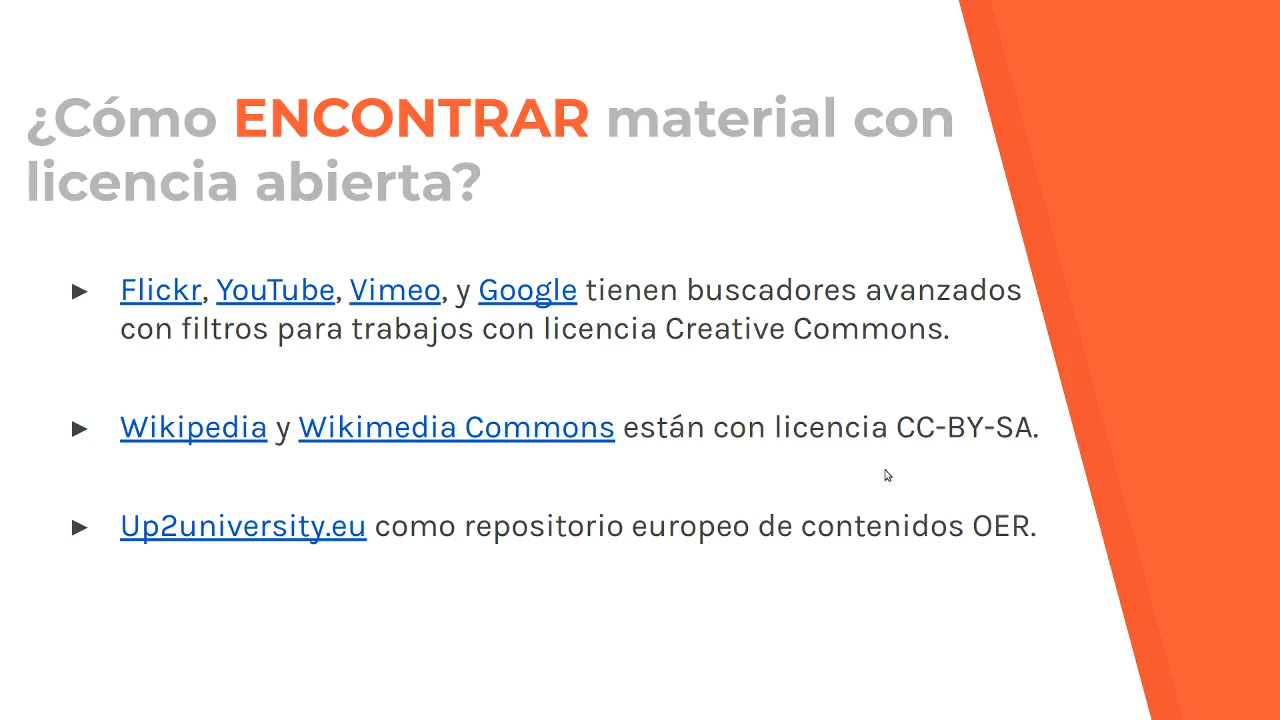 ¿Cómo ENCONTRAR material con
licencia abierta?
► Flickr, YouTube, Vimeo, y Google tienen buscadores avanzados
con filtros para trabajos con licencia Creative Commons.
► Wikipedia y Wikimedia Commons están con licencia CC-BY-SA.
► Up2university.eu como repositorio europeo de contenidos OER.